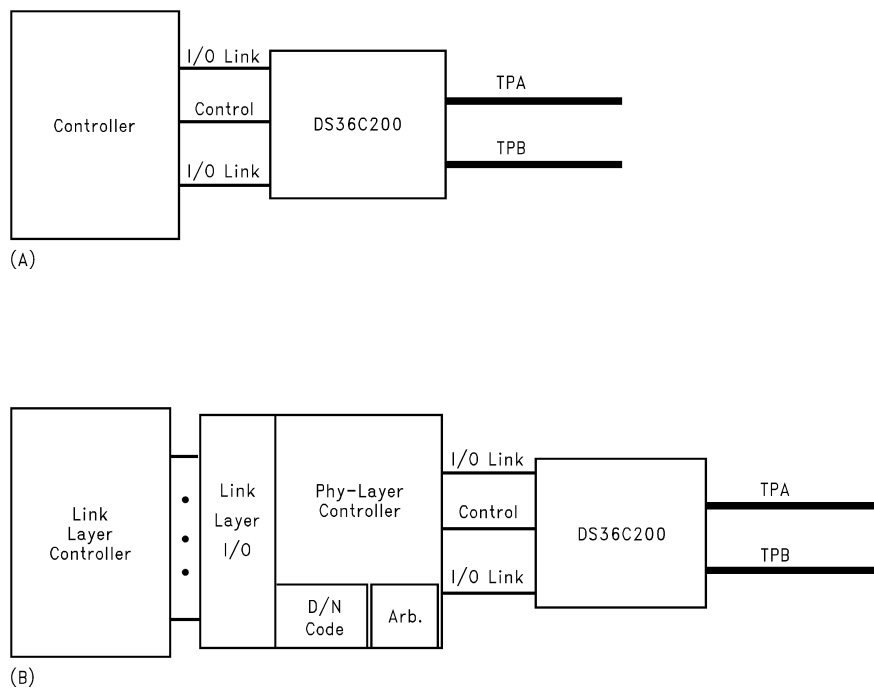 I/O Link
TPA
Control
Controller
DS36C200
TPB
I/O Link
(A)
I/O Link
TPA
Link
Layer
Controller
Link
Layer
I/O
Phy-Layer
Controller
Control
DS36C200
TPB
I/O Link
D/N
Code
Arb.
(B)